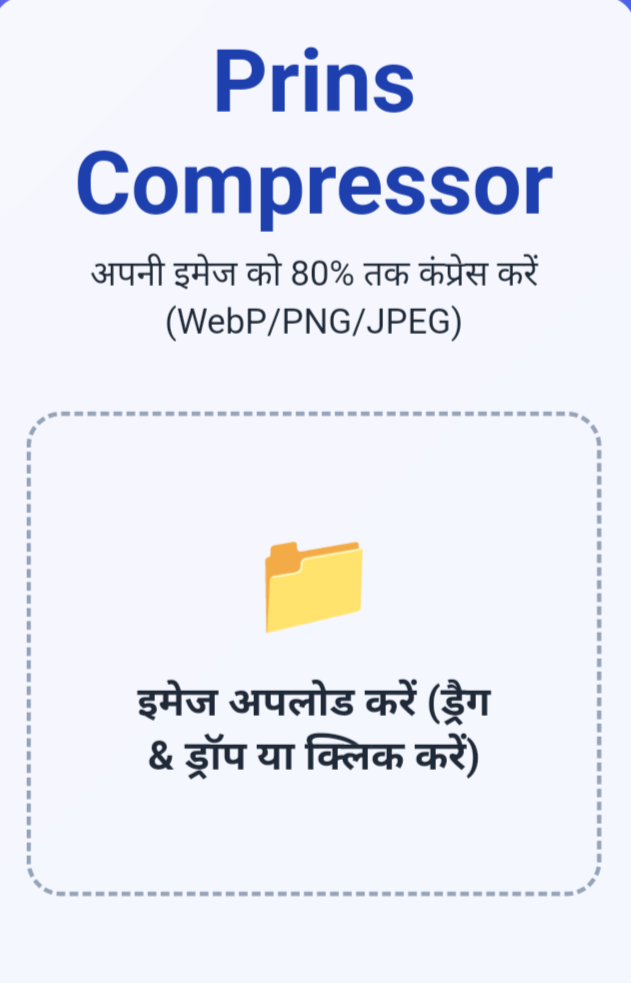 Prins
Compressor
अपनी इमेज को 80% तक कंप्रेस करें
(WebP/PNG/JPEG)
इमेज अपलोड करें (ड्रैग
& ड्रॉप या क्लिक करें)